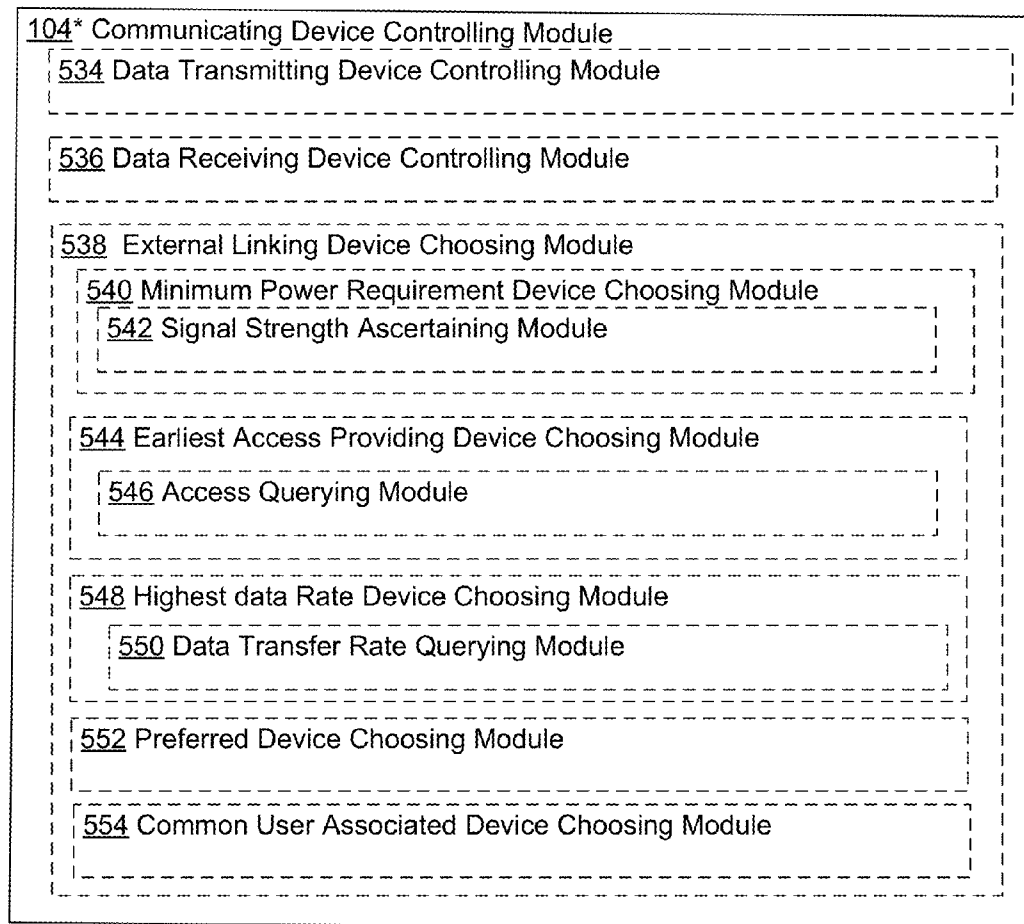 104* Communicating Device Controlling Module
534 Data Transmitting Device Controlling Module
536 Data Receiving Device Controlling Module
538 External Linking Device Choosing Module
540 Minimum Power Requirement Device Choosing Module
542 Signal Strength Ascertaining Module
544 Earliest Access Providing Device Choosing Module
546 Access Querying Module
548 Highest data Rate Device Choosing Module
550 Data Transfer Rate Querying Module
552 Preferred Device Choosing Module
554 Common User Associated Device Choosing Module